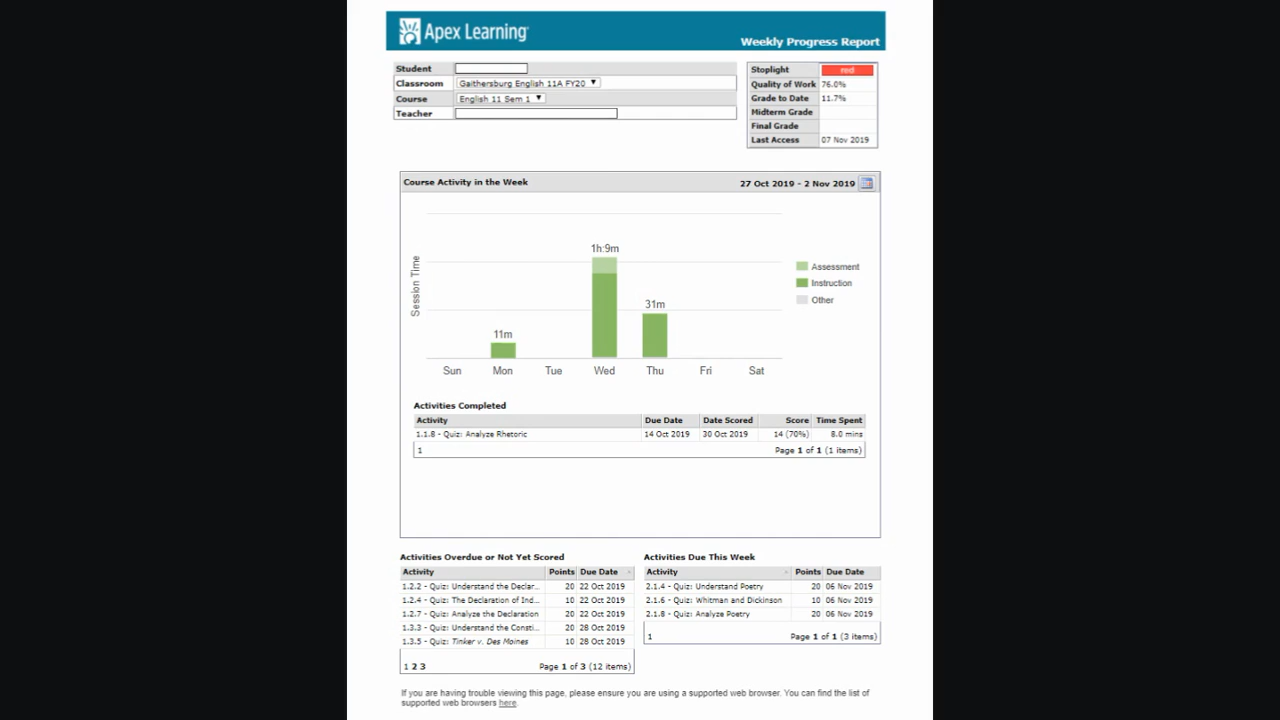 Apex Learning
Weekly Progress Report
Student
Classroom Gaithersburg English 11A FY20
Course English 11 Sem 1
Teacher
Stoplight red
Quality of Work 76.0%
Grade to Date 11.7%
Midterm Grade
Final Grade
Last Access 07 Nov 2019
Course Activity in the Week 27 Oct 2019 - 2 Nov 2019
Session Time
1h:9m
31m
11m
Sun Mon Tue Wed Thu Fri Sat
Assessment
Instruction
Other
Activities Completed
Activity Due Date Date Scored Score Time Spent
1.1.8 - Quiz: Analyze Rhetoric 14 Oct 2019 30 Oct 2019 14 (70%) 8.0 mins
1 Page 1 of 1 (1 items)
Activities Overdue or Not Yet Scored
Activity Points Due Date
1.2.2 - Quiz: Understand the Declar... 20 22 Oct 2019
1.2.4 - Quiz: The Declaration of Ind... 10 22 Oct 2019
1.2.7 - Quiz: Analyze the Declaration 20 22 Oct 2019
1.3.3 - Quiz: Understand the Consti... 20 28 Oct 2019
1.3.5 - Quiz: Tinker v. Des Moines 10 28 Oct 2019
1 2 3 Page 1 of 3 (12 items)
Activities Due This Week
Activity Points Due Date
2.1.4 - Quiz: Understand Poetry 20 06 Nov 2019
2.1.6 - Quiz: Whitman and Dickinson 10 06 Nov 2019
2.1.8 - Quiz: Analyze Poetry 20 06 Nov 2019
1 Page 1 of 1 (3 items)
If you are having trouble viewing this page, please ensure you are using a supported web browser. You can find the list of
supported web browsers here.